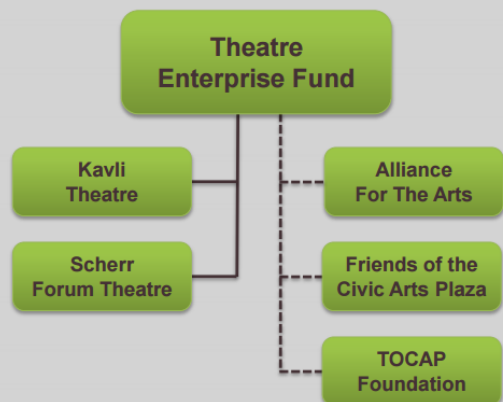 Theatre
Enterprise Fund
Kavli
Theatre
Scherr
Forum Theatre
Alliance
For The Arts
Friends of the
Civic Arts Plaza
TOCAP
Foundation